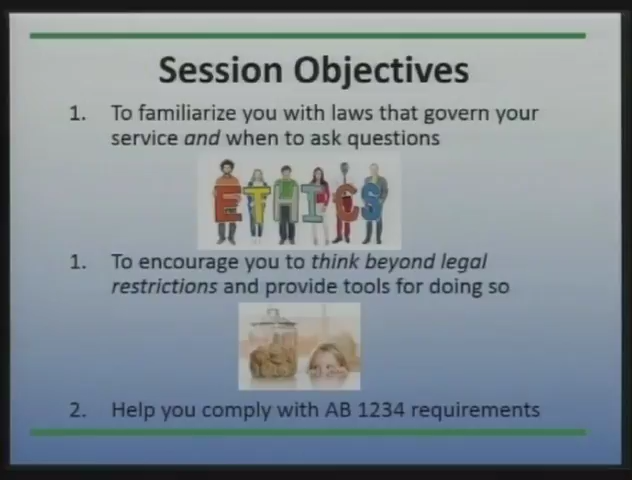 Session Objectives
1. To familiarize you with laws that govern your
service and when to ask questions
ETHICS
1. To encourage you to think beyond legal
restrictions and provide tools for doing so
2. Help you comply with AB 1234 requirements